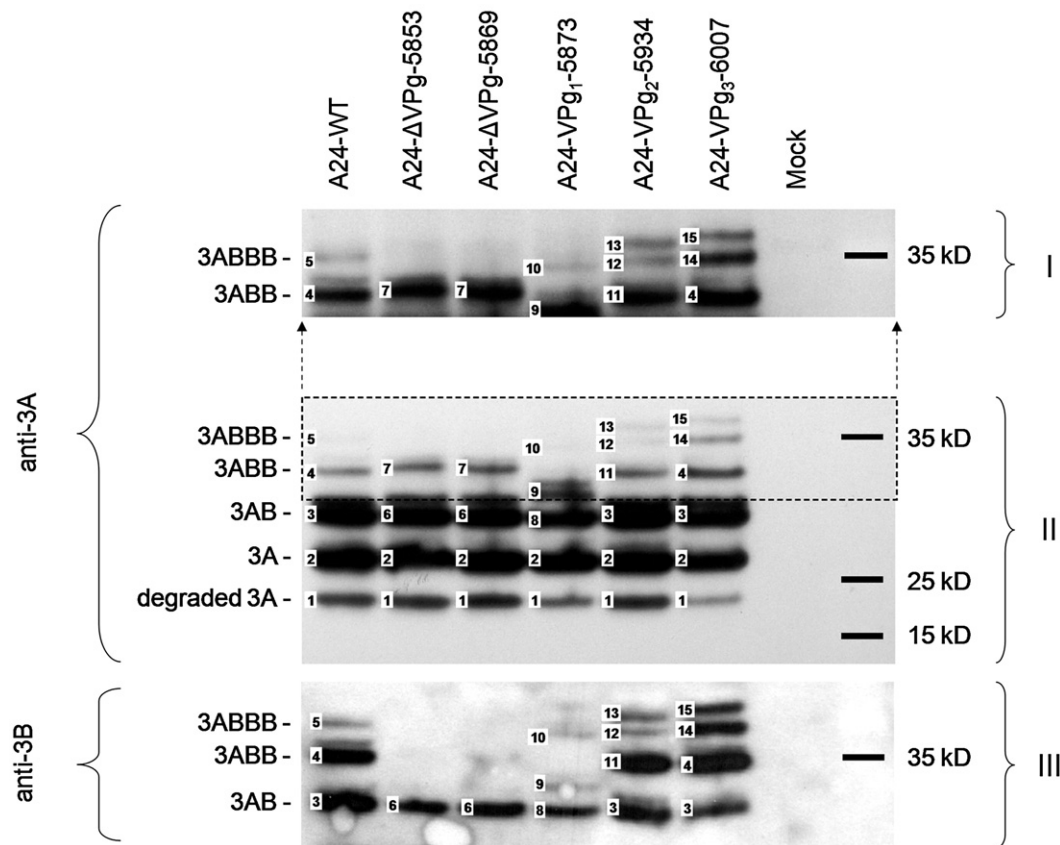 A24-WT
A24-ΔVPg-5853
A24-ΔVPg-5869
A24-VPg₁-5873
A24-VPg₂-5934
A24-VPg₃-6007
Mock
anti-3A
15
13
3ABBB - 5 12 14 35 kD
10
3ABB - 4 7 7 11 4
9
I
15
13
3ABBB - 5 10 12 14 35 kD
3ABB - 4 7 7 11 4
9
3AB - 3 6 6 8 3 3
II
3A - 2 2 2 2 2 2
25 kD
degraded 3A - 1 1 1 1 1 1
15 kD
anti-3B
13 15
3ABBB - 5 10 12 14
3ABB - 4 11 4 35 kD
III
9
3AB - 3 6 6 8 3 3